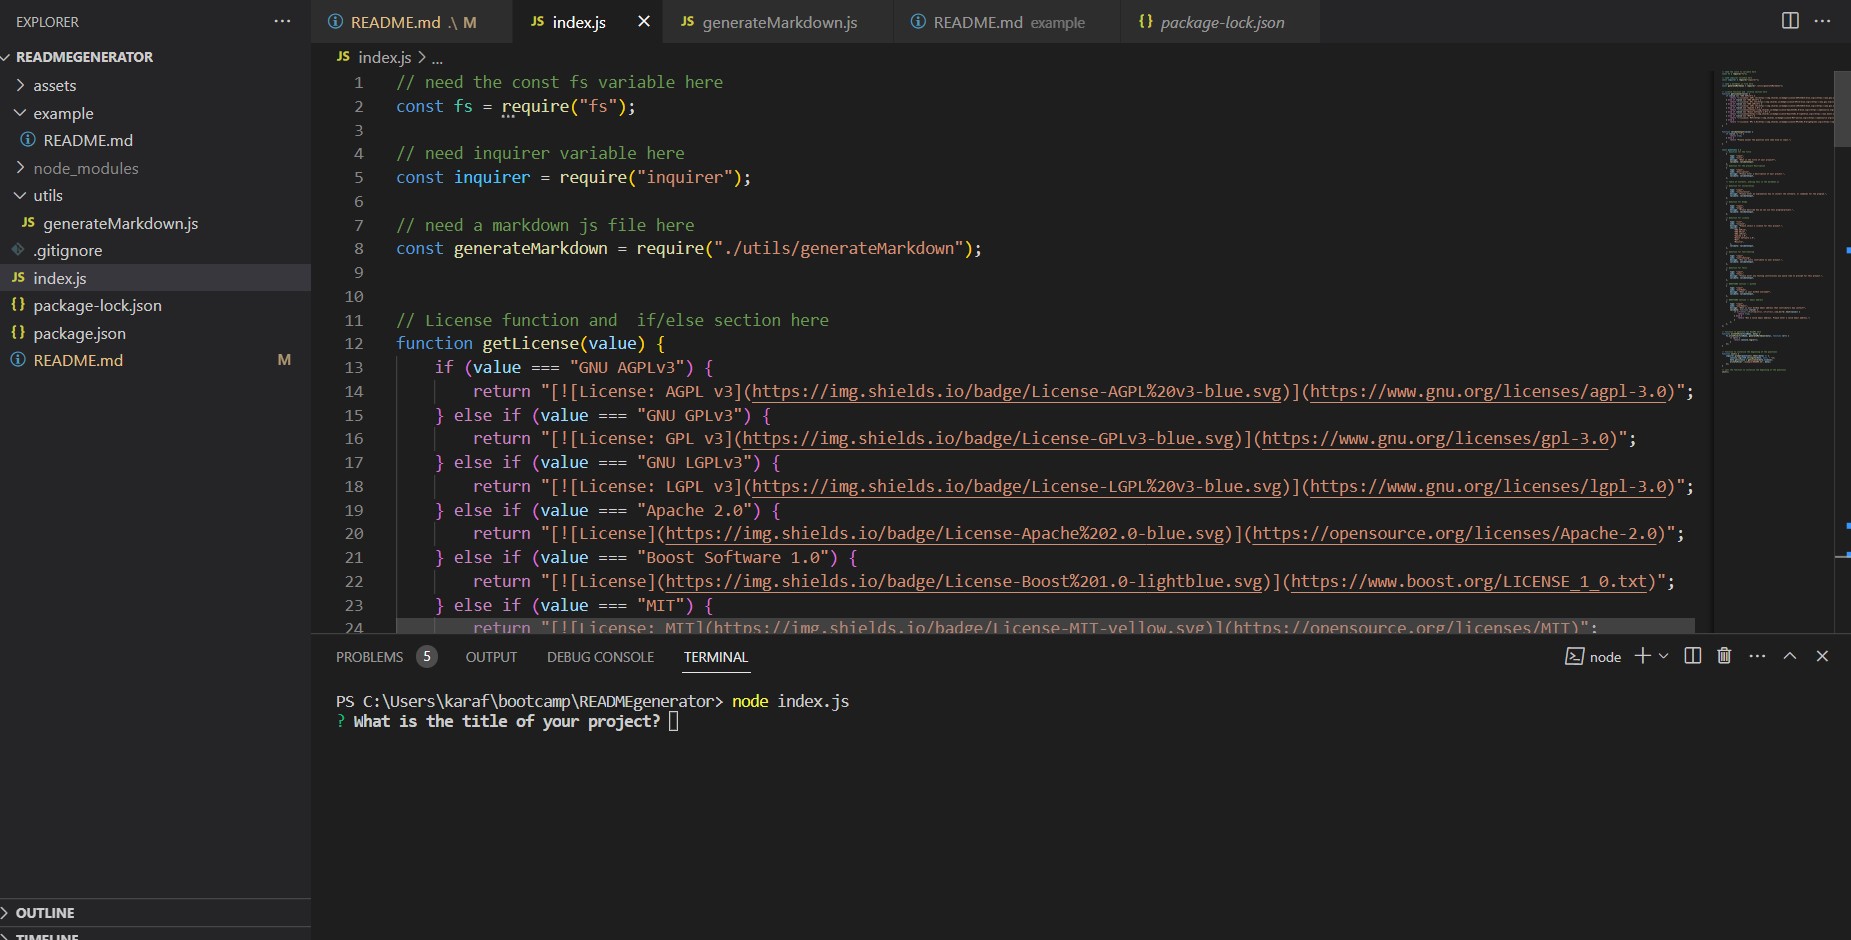 EXPLORER
READMEGENERATOR
assets
example
README.md
node_modules
utils
JS generateMarkdown.js
.gitignore
JS index.js
{} package-lock.json
{} package.json
README.md M
OUTLINE
TIMELINE
README.md .\ M
JS index.js
JS generateMarkdown.js
README.md example
{} package-lock.json
JS index.js > ...
1 // need the const fs variable here
2 const fs = require("fs");
3
4 // need inquirer variable here
5 const inquirer = require("inquirer");
6
7 // need a markdown js file here
8 const generateMarkdown = require("./utils/generateMarkdown");
9
10
11 // License function and  if/else section here
12 function getLicense(value) {
13     if (value === "GNU AGPLv3") {
14         return "[![License: AGPL v3](https://img.shields.io/badge/License-AGPL%20v3-blue.svg)](https://www.gnu.org/licenses/agpl-3.0)";
15     } else if (value === "GNU GPLv3") {
16         return "[![License: GPL v3](https://img.shields.io/badge/License-GPLv3-blue.svg)](https://www.gnu.org/licenses/gpl-3.0)";
17     } else if (value === "GNU LGPLv3") {
18         return "[![License: LGPL v3](https://img.shields.io/badge/License-LGPL%20v3-blue.svg)](https://www.gnu.org/licenses/lgpl-3.0)";
19     } else if (value === "Apache 2.0") {
20         return "[![License](https://img.shields.io/badge/License-Apache%202.0-blue.svg)](https://opensource.org/licenses/Apache-2.0)";
21     } else if (value === "Boost Software 1.0") {
22         return "[![License](https://img.shields.io/badge/License-Boost%201.0-lightblue.svg)](https://www.boost.org/LICENSE_1_0.txt)";
23     } else if (value === "MIT") {
24         return "[![License: MIT](https://img.shields.io/badge/License-MIT-yellow.svg)](https://opensource.org/licenses/MIT)";
PROBLEMS 5 OUTPUT DEBUG CONSOLE TERMINAL
node
PS C:\Users\karaf\bootcamp\READMEgenerator> node index.js
? What is the title of your project?